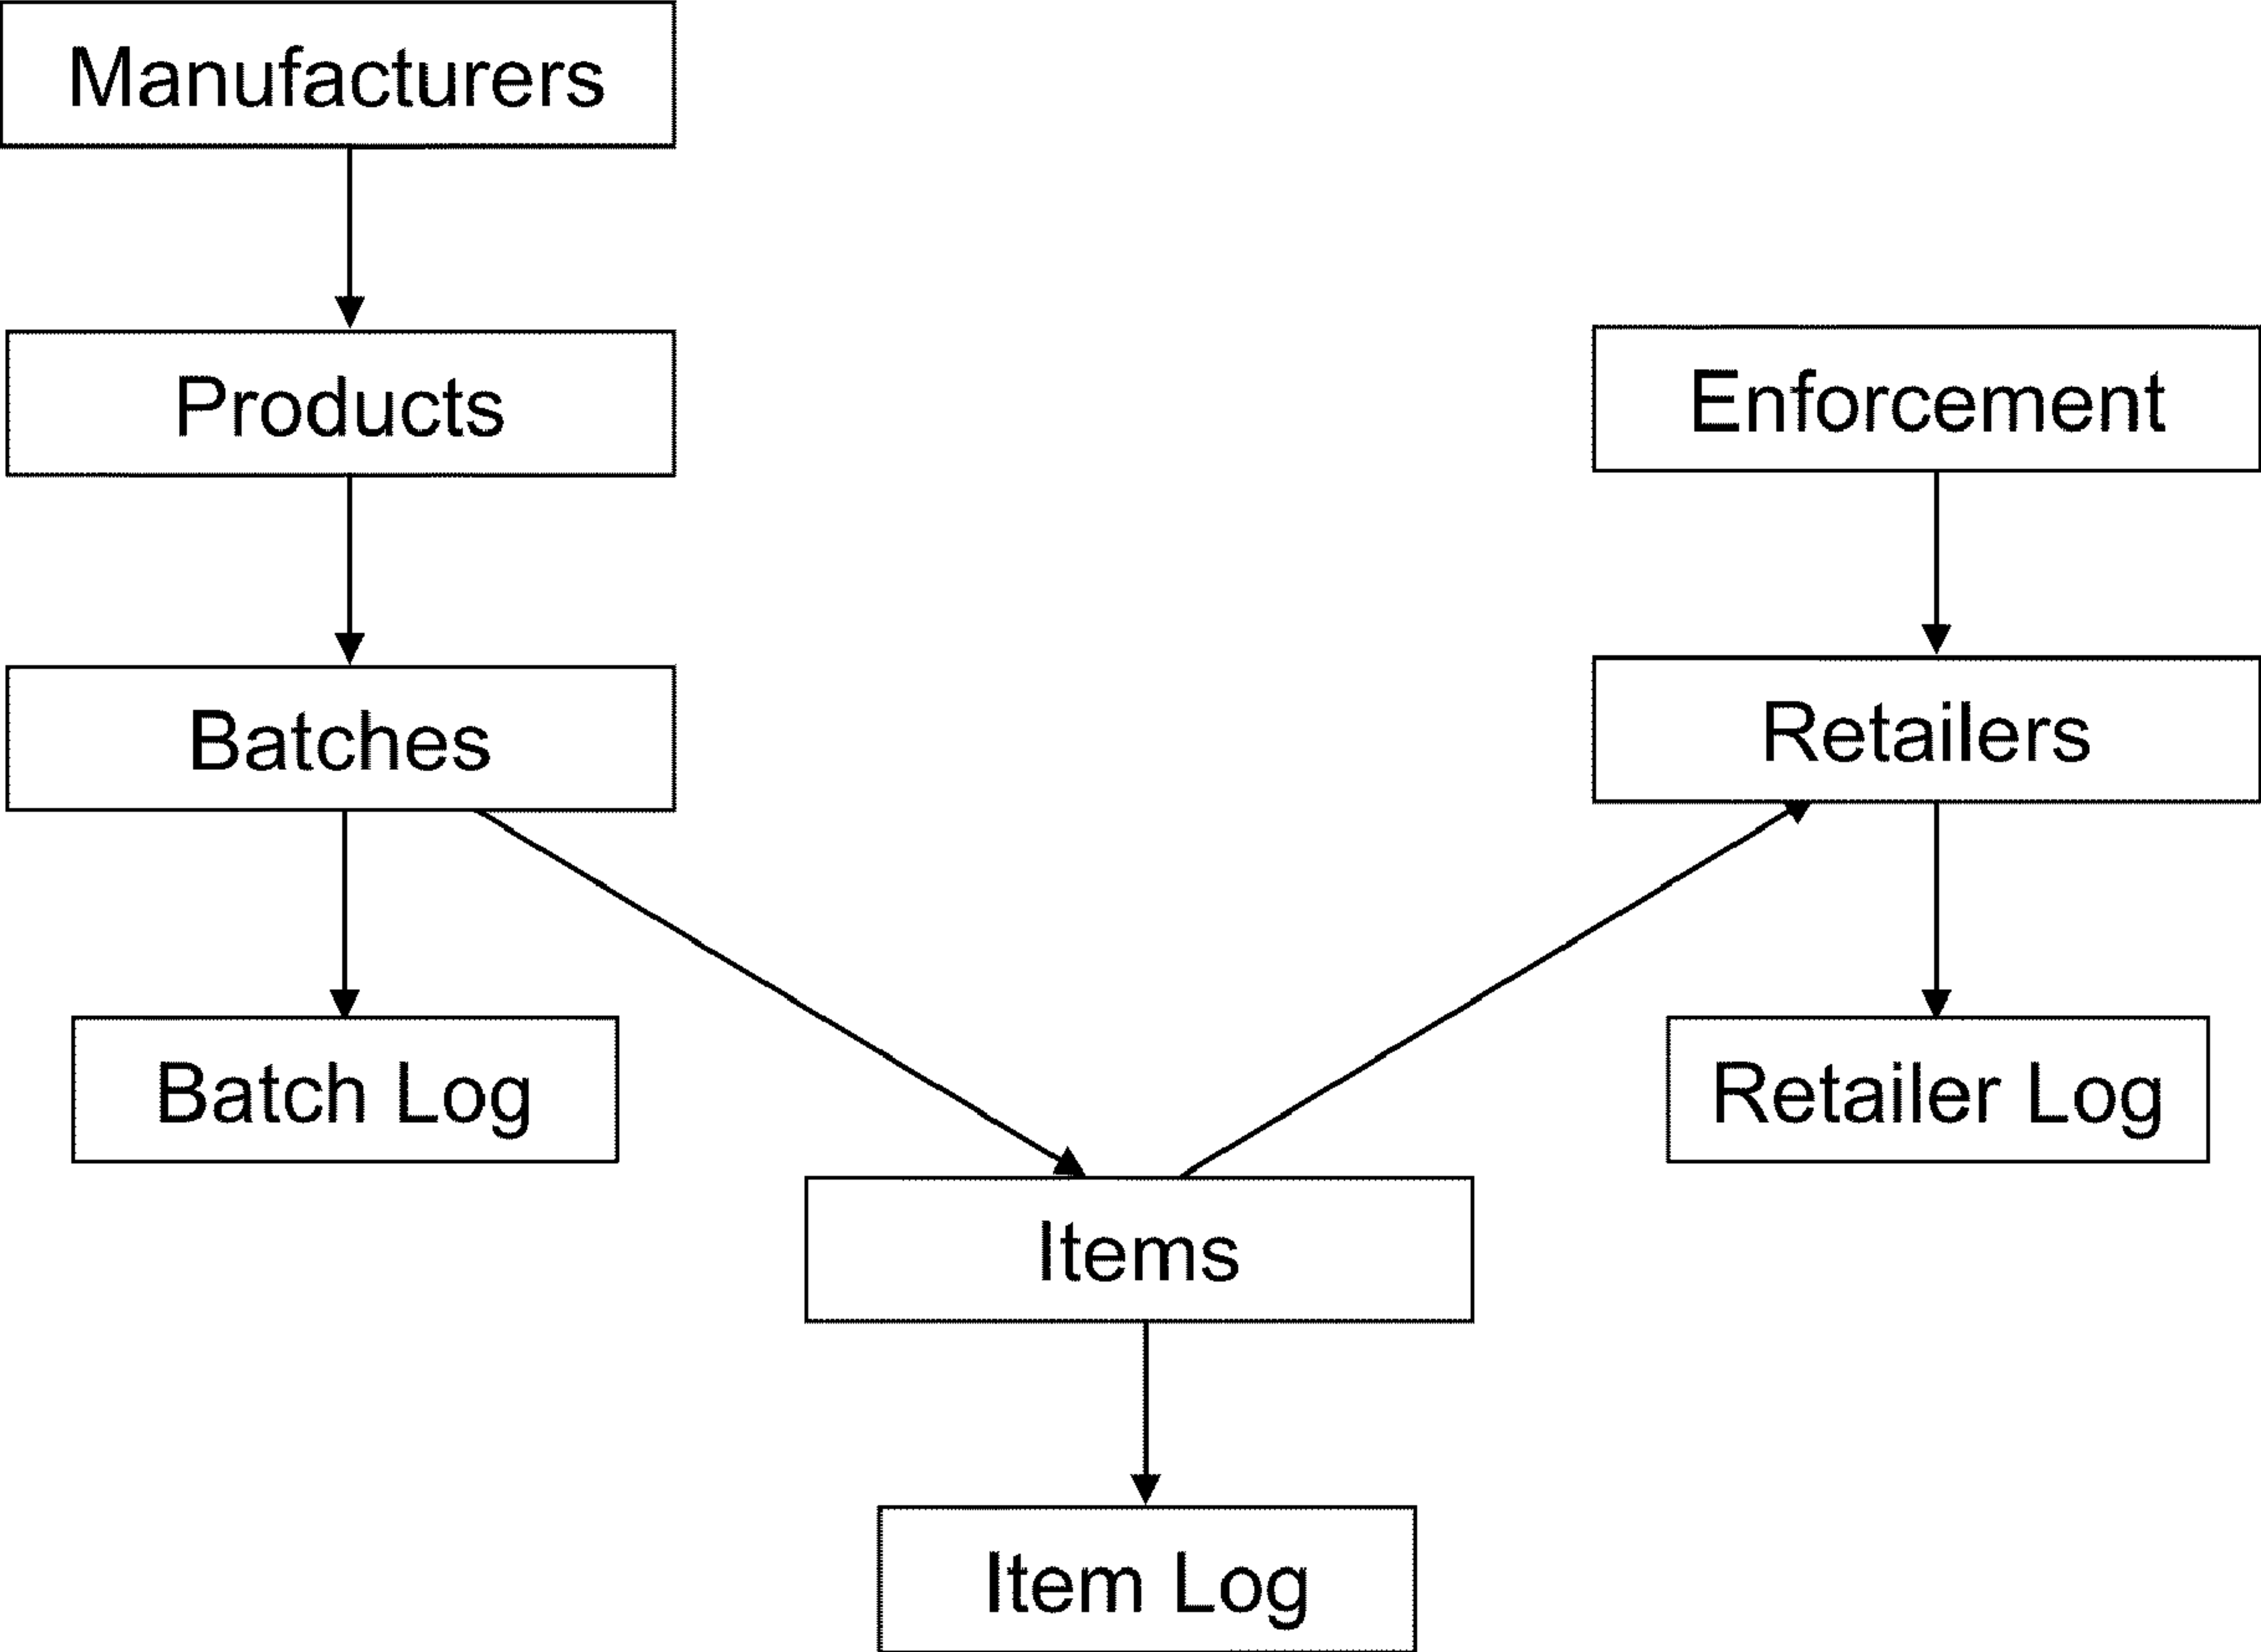 Manufacturers
Products
Enforcement
Batches
Retailers
Batch Log
Retailer Log
Items
Item Log